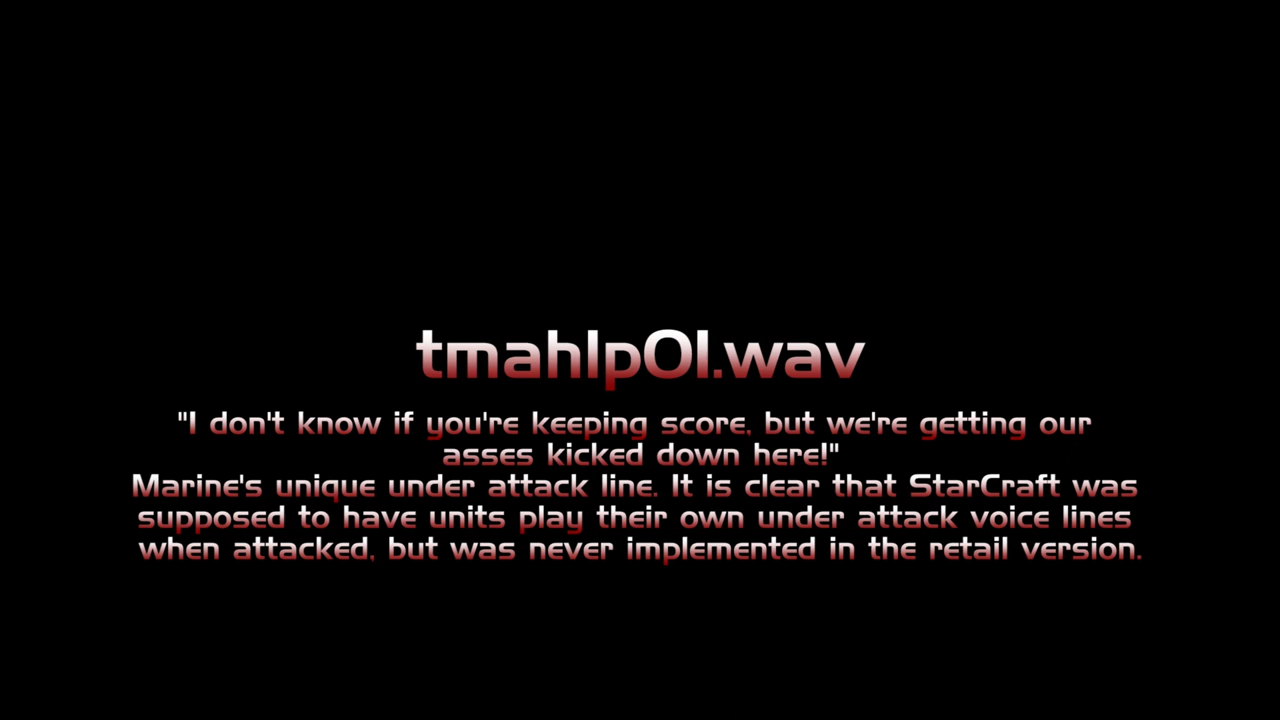 tmahlp01.wav
"I don't know if you're keeping score, but we're getting our
asses kicked down here!"
Marine's unique under attack line. It is clear that StarCraft was
supposed to have units play their own under attack voice lines
when attacked, but was never implemented in the retail version.